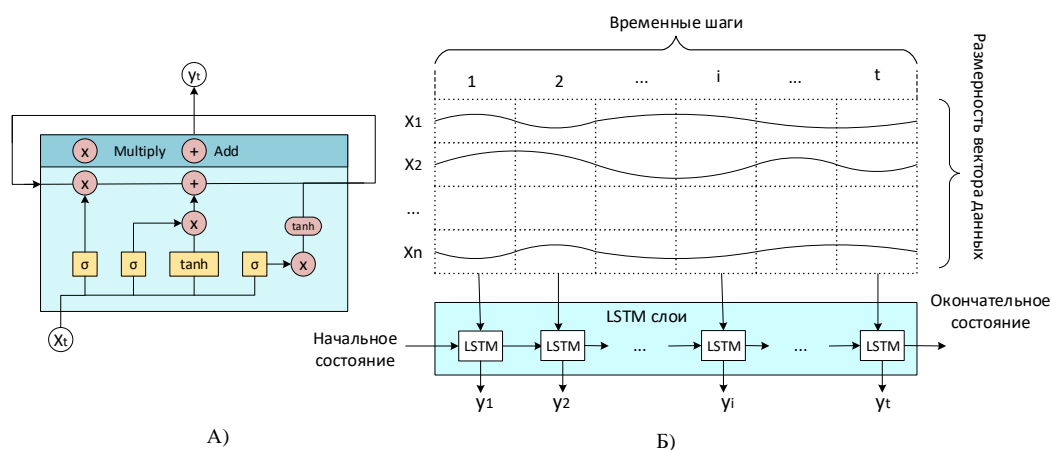 yt
x Multiply + Add
x +
x
tanh
σ σ tanh σ x
Xt
А)
Временные шаги
1 2 ... i ... t
X1
X2
...
Xn
Размерность вектора данных
LSTM слои
Начальное состояние
LSTM LSTM ... LSTM ... LSTM
Окончательное состояние
y1 y2 yi yt
Б)